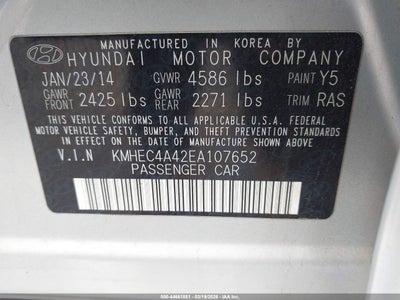 MANUFACTURED IN KOREA BY
HYUNDAI MOTOR COMPANY
JAN/23/14 GVWR 4586 lbs PAINT Y5
GAWR FRONT 2425 lbs GAWR REAR 2271 lbs TRIM RAS
THIS VEHICLE CONFORMS TO ALL APPLICABLE U.S.A. FEDERAL
MOTOR VEHICLE SAFETY, BUMPER, AND THEFT PREVENTION
STANDARDS IN EFFECT ON THE DATE OF MANUFACTURE SHOWN ABOVE.
V.I.N KMHEC4A42EA107652
PASSENGER CAR